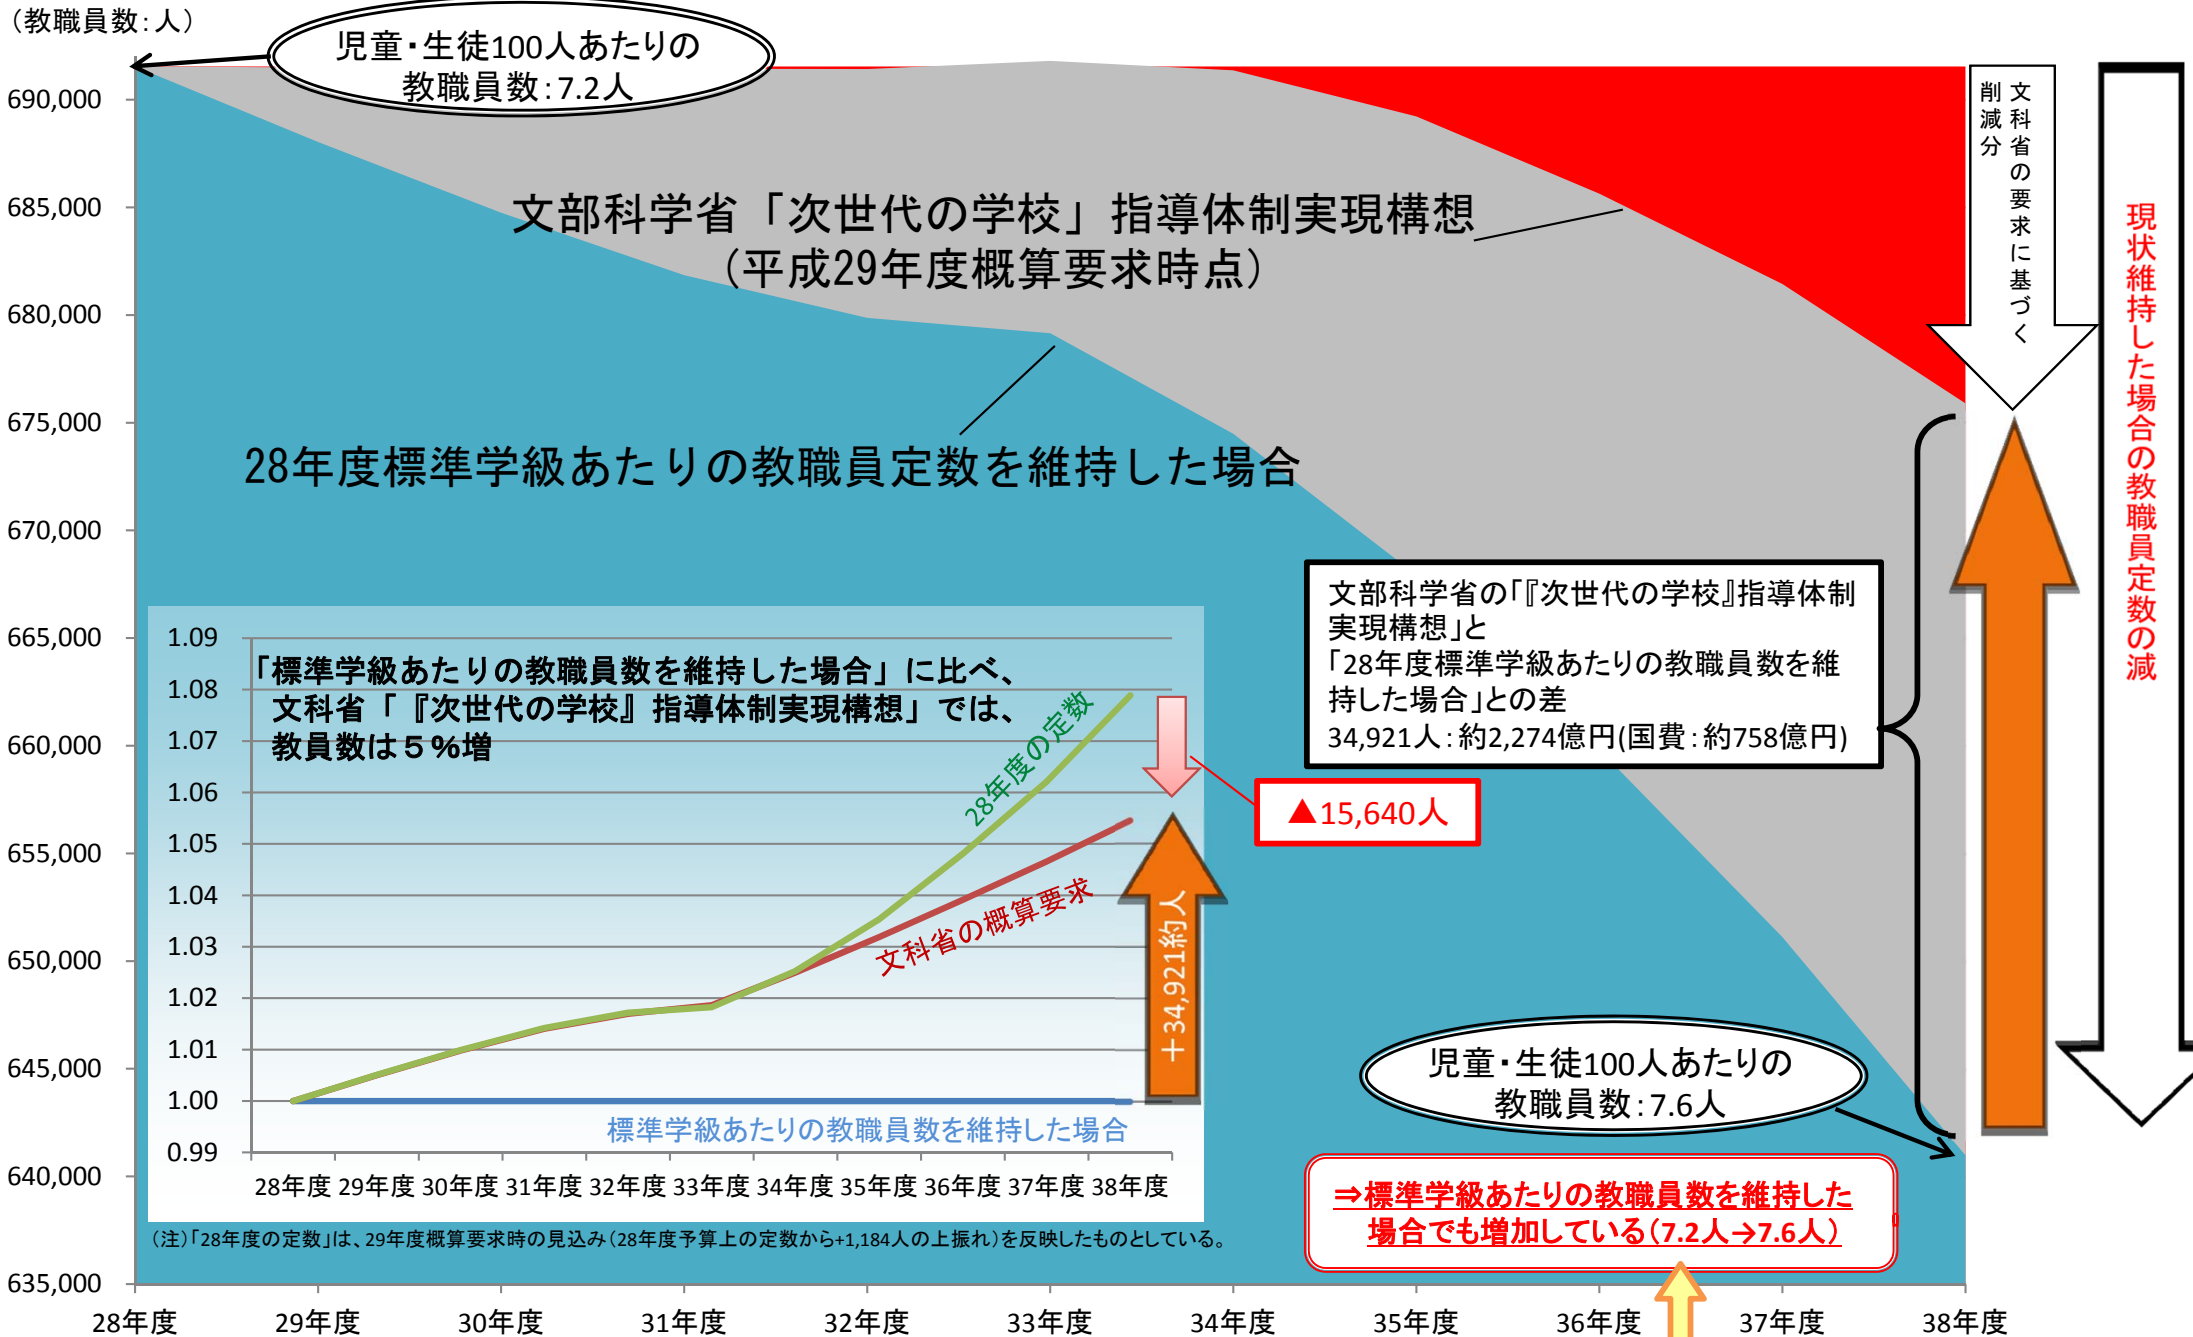 （教職員数：人）
児童・生徒100人あたりの
教職員数：7.2人
690,000
685,000
680,000
675,000
670,000
665,000
660,000
655,000
650,000
645,000
640,000
635,000
文部科学省「次世代の学校」指導体制実現構想
（平成29年度概算要求時点）
28年度標準学級あたりの教職員定数を維持した場合
文科省の要求に基づく
削減分
現状維持した場合の教職員定数の減
文部科学省の「『次世代の学校』指導体制
実現構想」と
「28年度標準学級あたりの教職員数を維
持した場合」との差
34,921人：約2,274億円(国費：約758億円)
▲15,640人
1.09
1.08
1.07
1.06
1.05
1.04
1.03
1.02
1.01
1.00
0.99
「標準学級あたりの教職員数を維持した場合」に比べ、
文科省「『次世代の学校』指導体制実現構想」では、
教員数は５%増
28年度の定数
文科省の概算要求
＋34,921約人
標準学級あたりの教職員数を維持した場合
28年度 29年度 30年度 31年度 32年度 33年度 34年度 35年度 36年度 37年度 38年度
（注）「28年度の定数」は、29年度概算要求時の見込み（28年度予算上の定数から+1,184人の上振れ）を反映したものとしている。
児童・生徒100人あたりの
教職員数：7.6人
⇒標準学級あたりの教職員数を維持した
場合でも増加している（7.2人→7.6人）
28年度 29年度 30年度 31年度 32年度 33年度 34年度 35年度 36年度 37年度 38年度